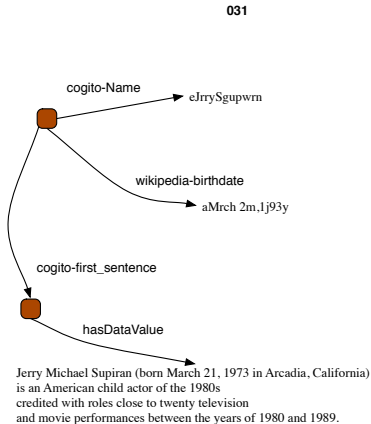 031
cogito-Name
eJrrySgupwrn
wikipedia-birthdate
aMrch 2m,1j93y
cogito-first_sentence
hasDataValue
Jerry Michael Supiran (born March 21, 1973 in Arcadia, California)
is an American child actor of the 1980s
credited with roles close to twenty television
and movie performances between the years of 1980 and 1989.